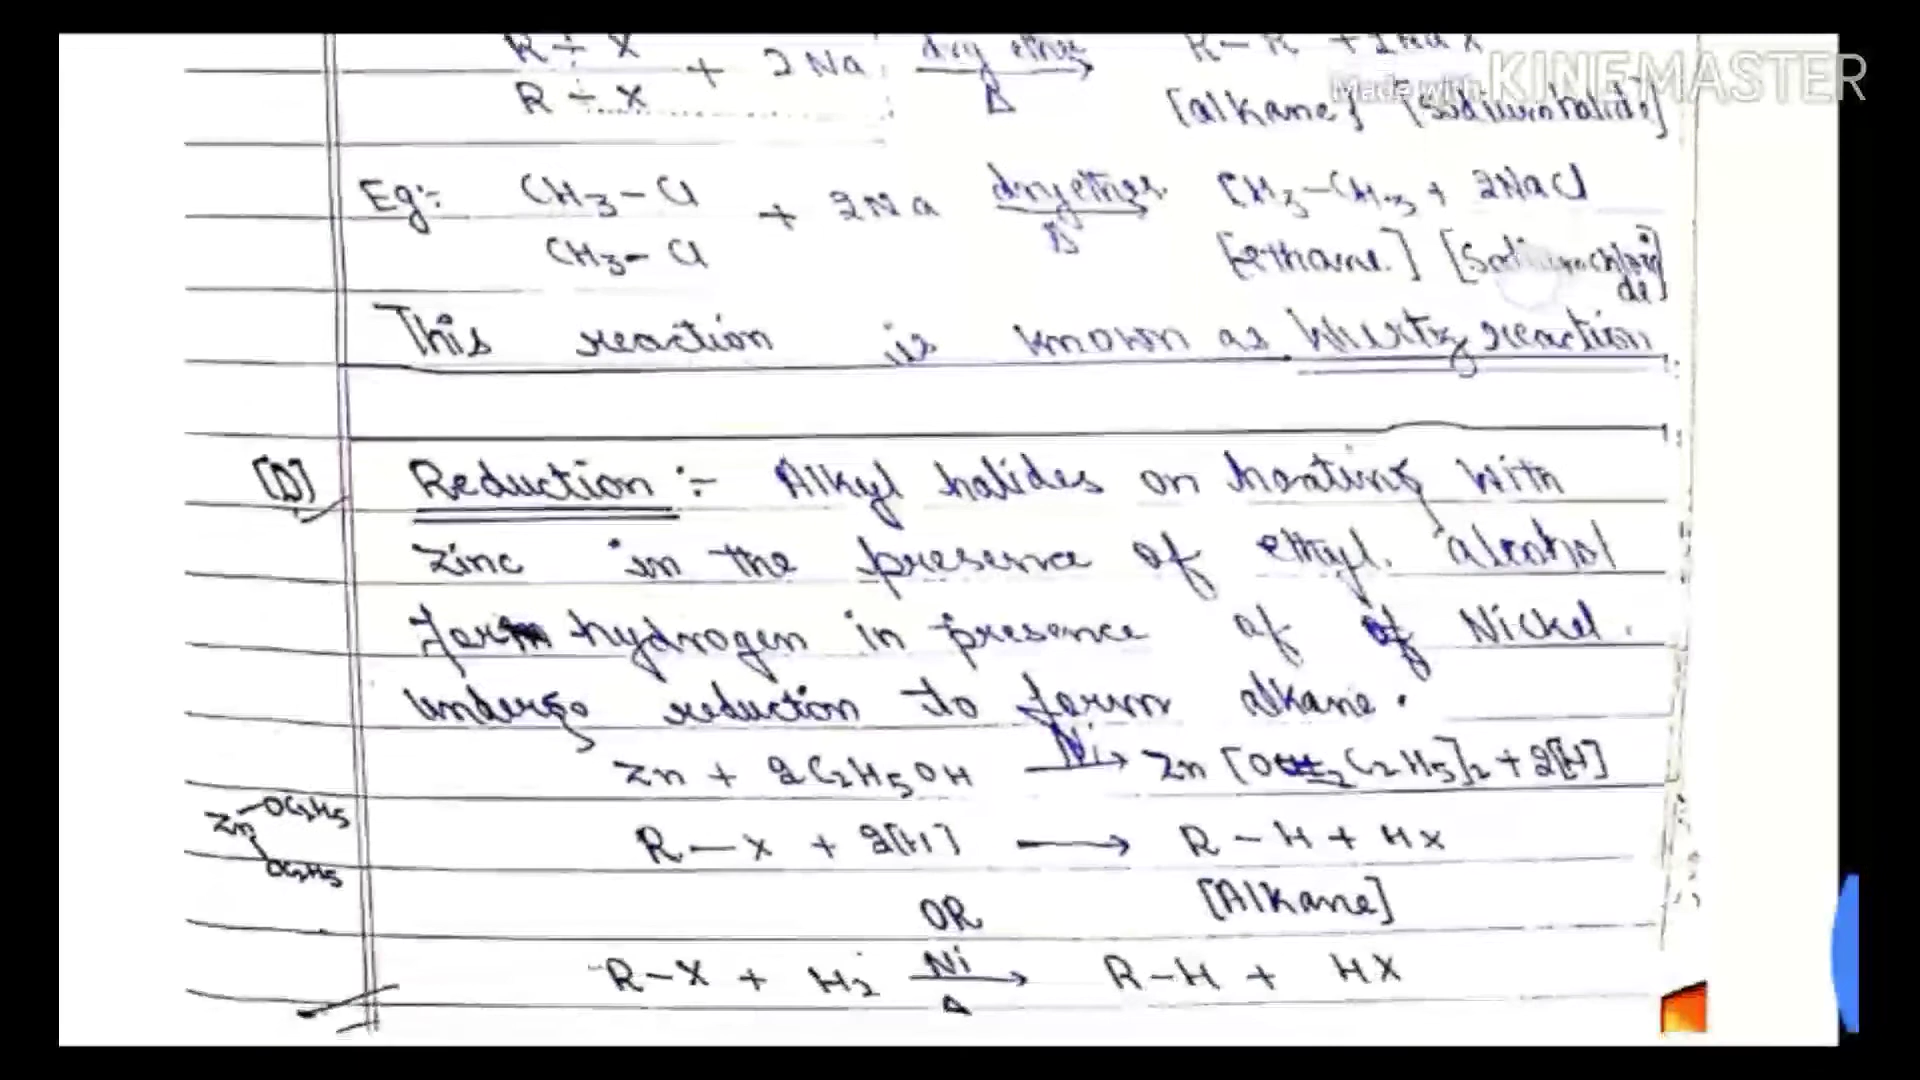 R ÷ X
+ 2Na dry ether R-R + 2NaX
R ÷ X Δ [alkane] [Sodium halide]
Made with KINEMASTER
Eg:- CH3-Cl + 2Na dry ether CH3-CH3 + 2NaCl
CH3-Cl Δ [ethane.] [Sodium chloride]
This reaction is known as Wurtz reaction
[D] Reduction :- Alkyl halides on heating with
Zinc in the presence of ethyl. alcohol
form hydrogen in presence of of Nickel.
undergo reduction to form alkane.
Zn + 2C2H5OH Ni→ Zn [OC2H5]2 + 2[H]
Zn OC2H5 OC2H5
R-X + 2[H] → R-H + HX
OR [Alkane]
R-X + H2 Ni→ Δ R-H + HX